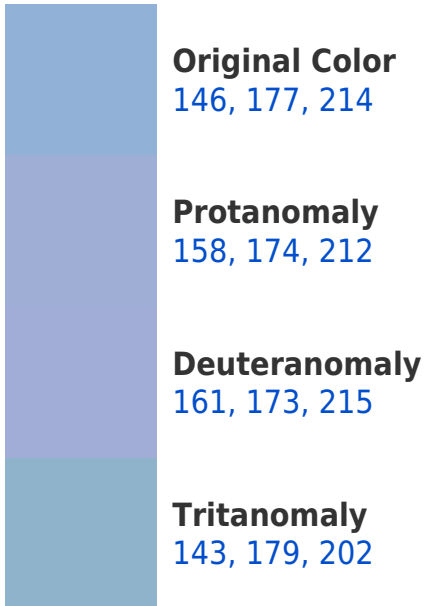 Original Color
146, 177, 214
Protanomaly
158, 174, 212
Deuteranomaly
161, 173, 215
Tritanomaly
143, 179, 202